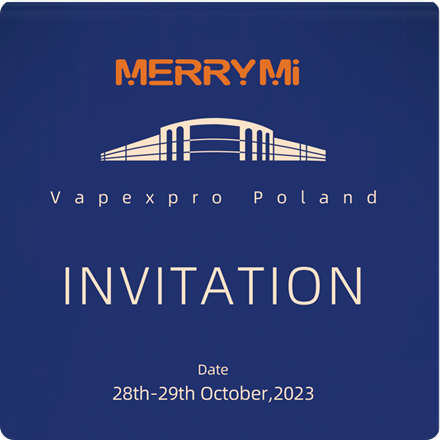 MERRYMi
Vapexpro Poland
INVITATION
Date
28th-29th October,2023